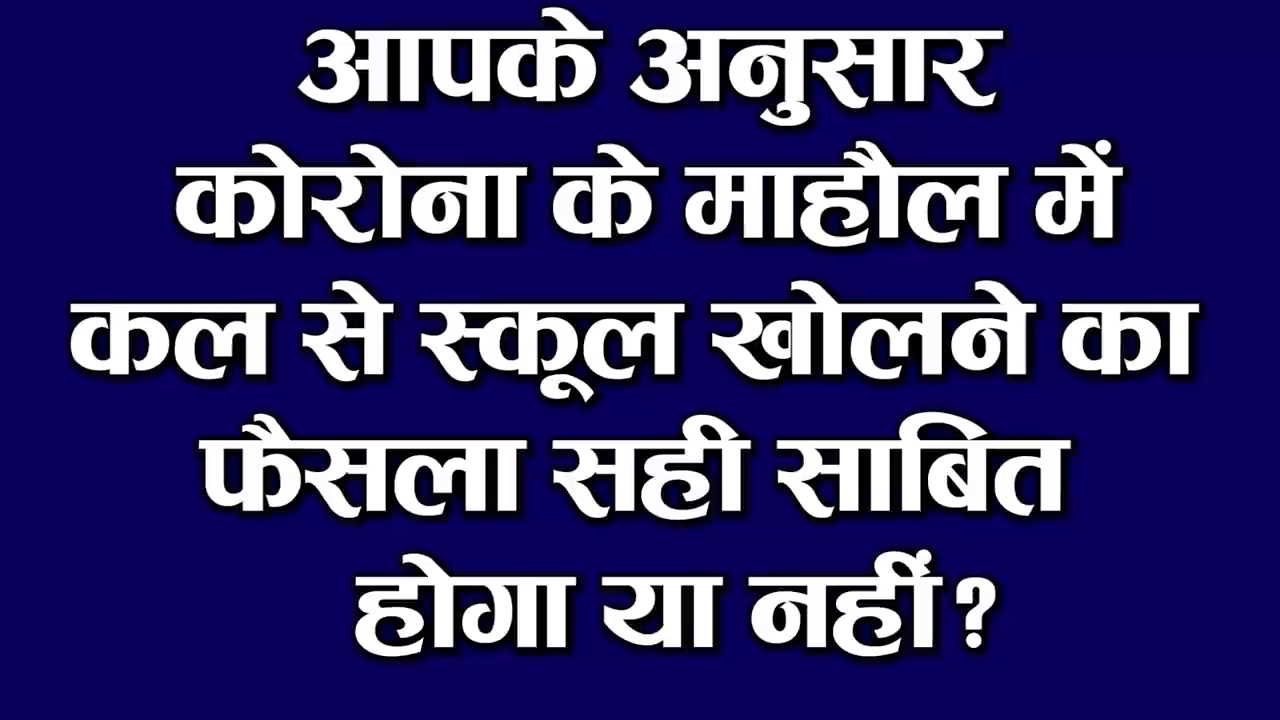 आपके अनुसार
कोरोना के माहौल में
कल से स्कूल खोलने का
फैसला सही साबित
होगा या नहीं?